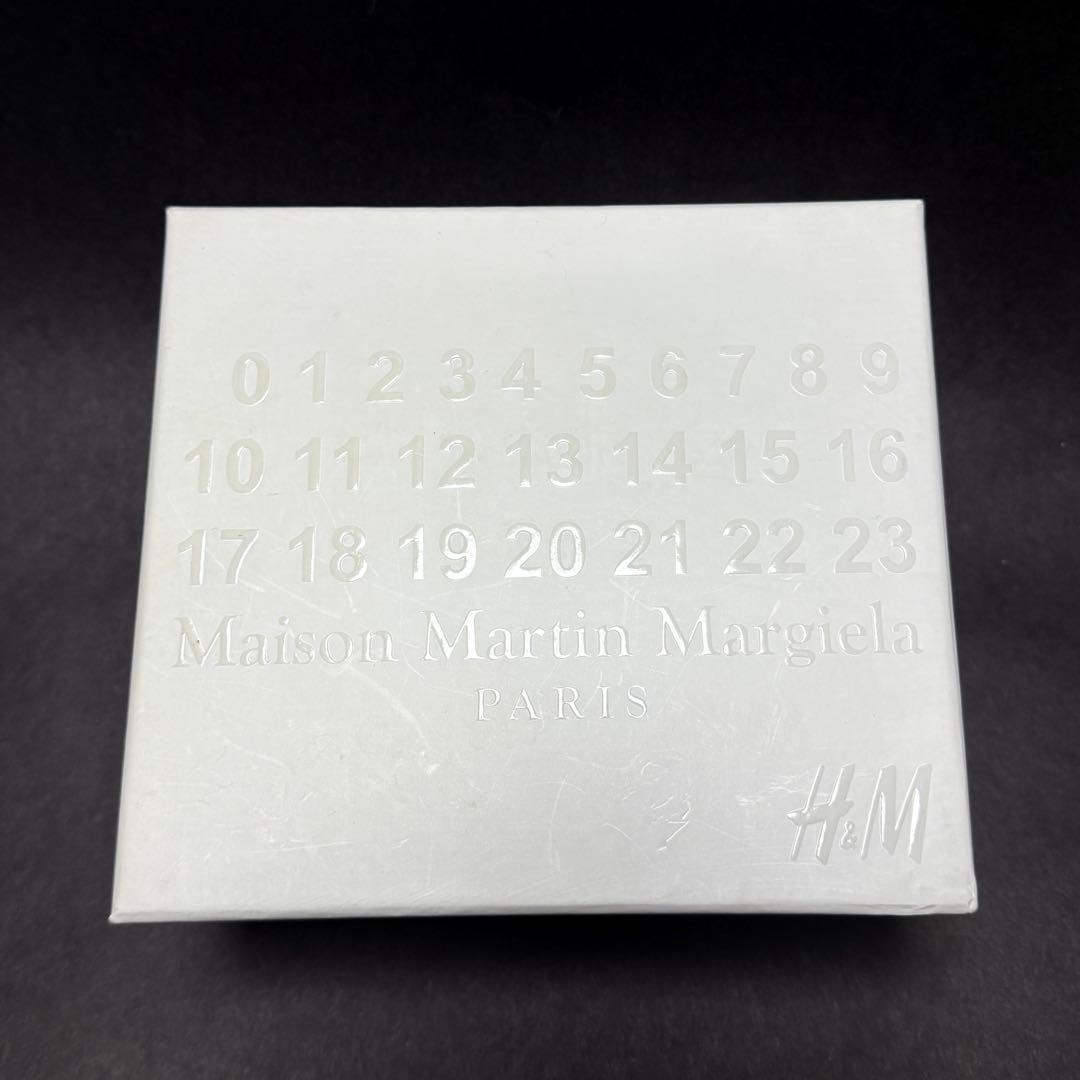 0 1 2 3 4 5 6 7 8 9
10 11 12 13 14 15 16
17 18 19 20 21 22 23
Maison Martin Margiela
PARIS
H&M